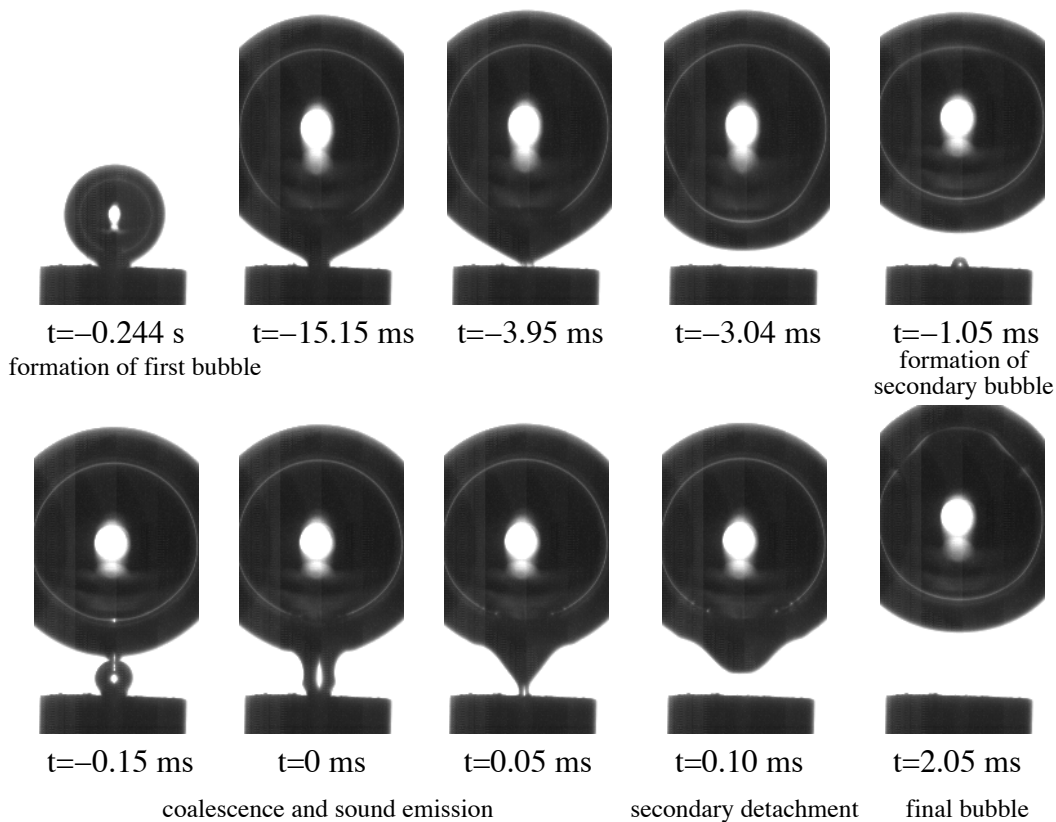 t=−0.244 s
t=−15.15 ms
t=−3.95 ms
t=−3.04 ms
t=−1.05 ms
formation of first bubble
formation of
secondary bubble
t=−0.15 ms
t=0 ms
t=0.05 ms
t=0.10 ms
t=2.05 ms
coalescence and sound emission
secondary detachment
final bubble